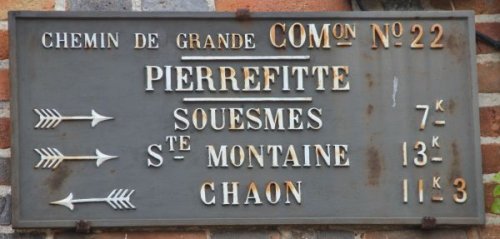 CHEMIN DE GRANDE COMON NO 22
PIERREFITTE
SOUESMES 7K
STE MONTAINE 13K
CHAON 11K3